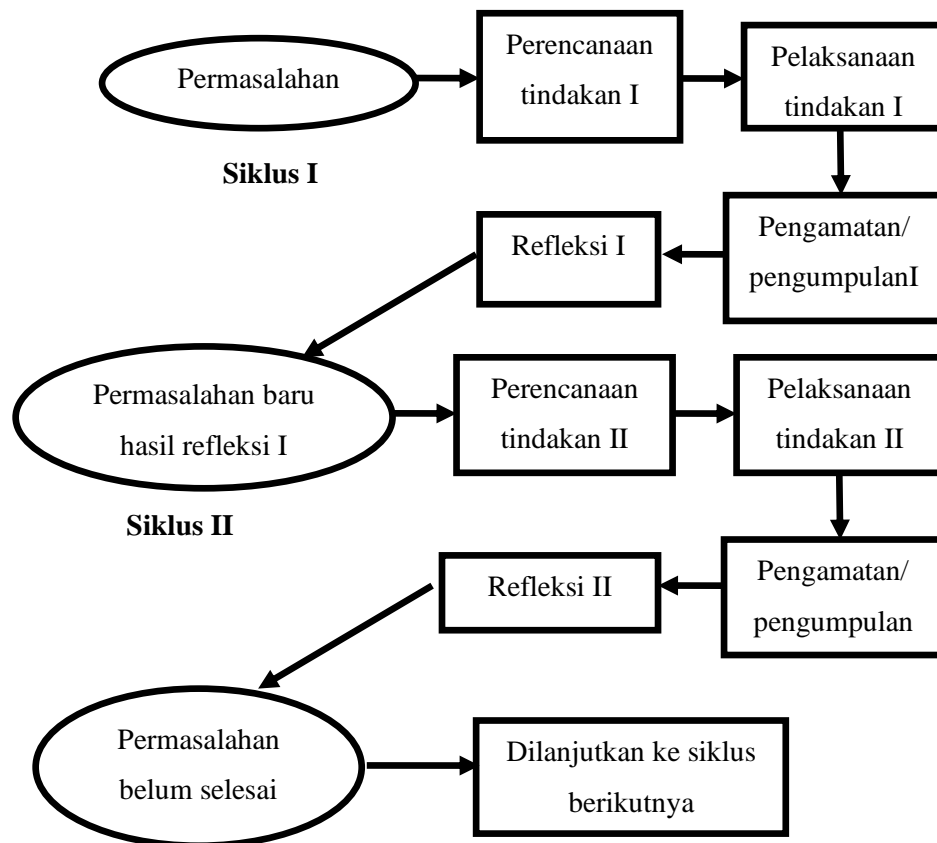 Permasalahan
Perencanaan
tindakan I
Pelaksanaan
tindakan I
Siklus I
Pengamatan/
pengumpulanI
Refleksi I
Permasalahan baru
hasil refleksi I
Perencanaan
tindakan II
Pelaksanaan
tindakan II
Siklus II
Pengamatan/
pengumpulan
Refleksi II
Permasalahan
belum selesai
Dilanjutkan ke siklus
berikutnya